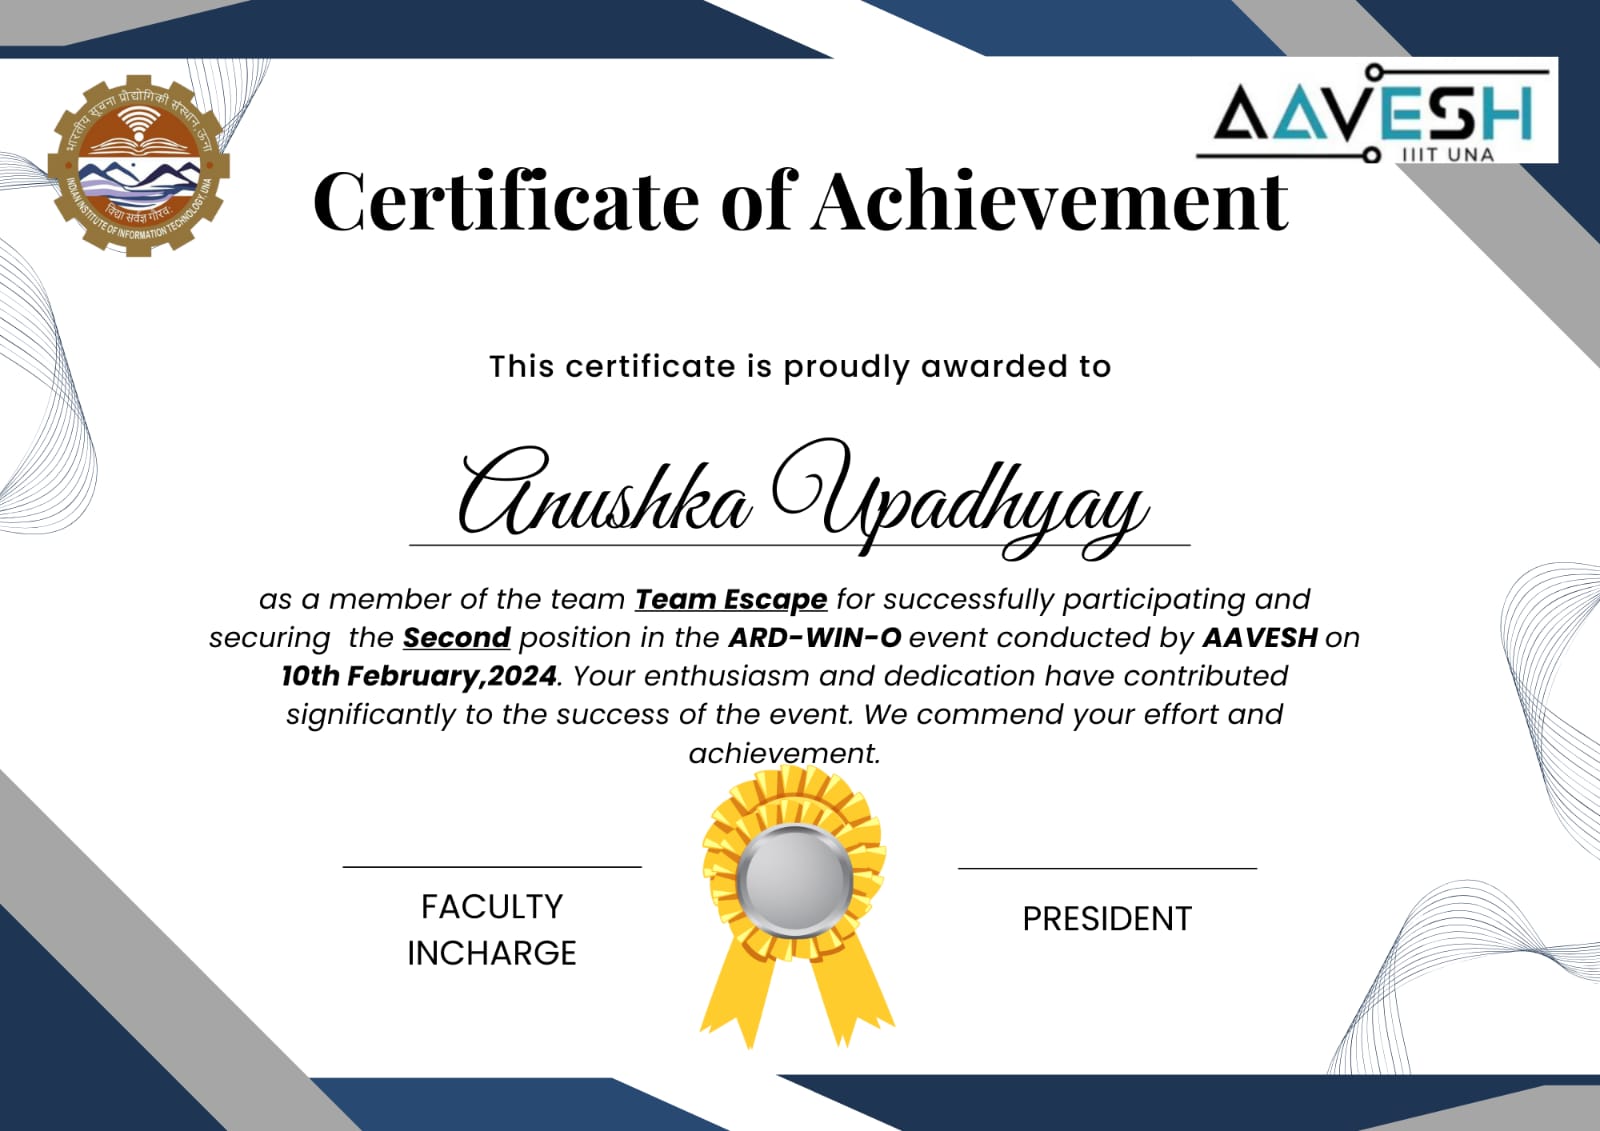 भारतीय सूचना प्रौद्योगिकी संस्थान, ऊना
विद्या सर्वज्ञ गौरवः
INDIAN INSTITUTE OF INFORMATION TECHNOLOGY, UNA
AAVESH
IIIT UNA
Certificate of Achievement
This certificate is proudly awarded to
Anushka Upadhyay
as a member of the team Team Escape for successfully participating and
securing the Second position in the ARD-WIN-O event conducted by AAVESH on
10th February,2024. Your enthusiasm and dedication have contributed
significantly to the success of the event. We commend your effort and
achievement.
FACULTY
INCHARGE
PRESIDENT